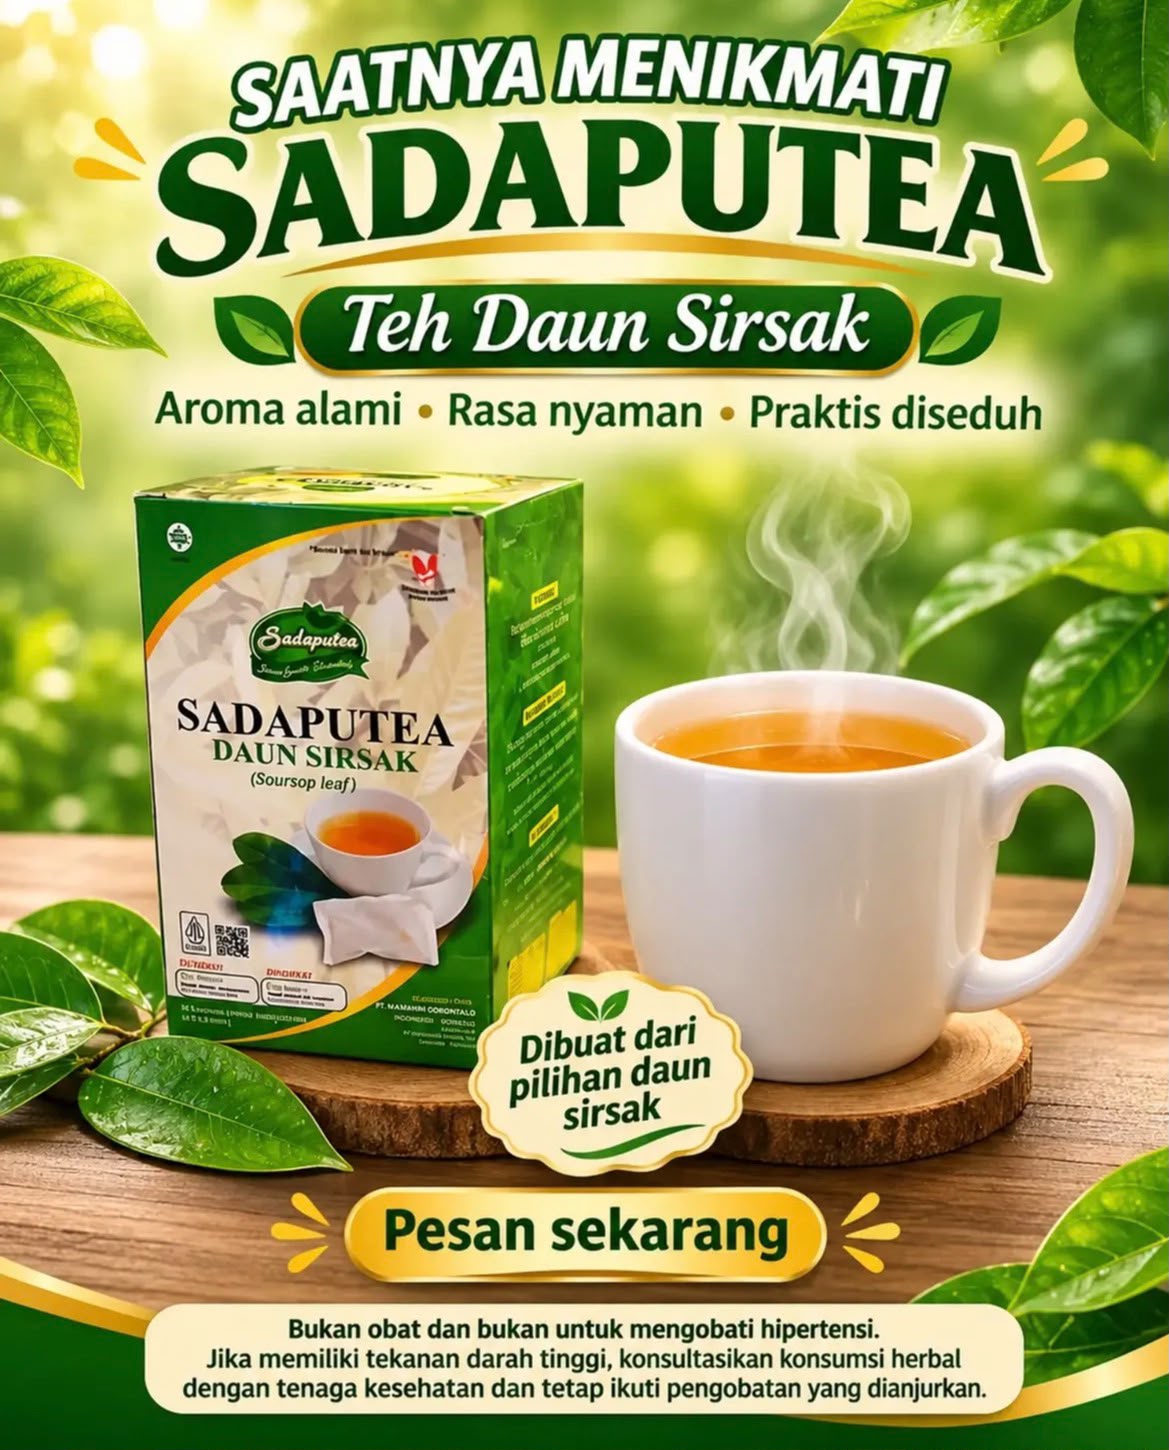 SAATNYA MENIKMATI
SADAPUTEA
Teh Daun Sirsak
Aroma alami • Rasa nyaman • Praktis diseduh
Sadaputea
SADAPUTEA
DAUN SIRSAK
(Soursop leaf)
PT. MAMAHIN GORONTALO
Dibuat dari
pilihan daun
sirsak
Pesan sekarang
Bukan obat dan bukan untuk mengobati hipertensi.
Jika memiliki tekanan darah tinggi, konsultasikan konsumsi herbal
dengan tenaga kesehatan dan tetap ikuti pengobatan yang dianjurkan.